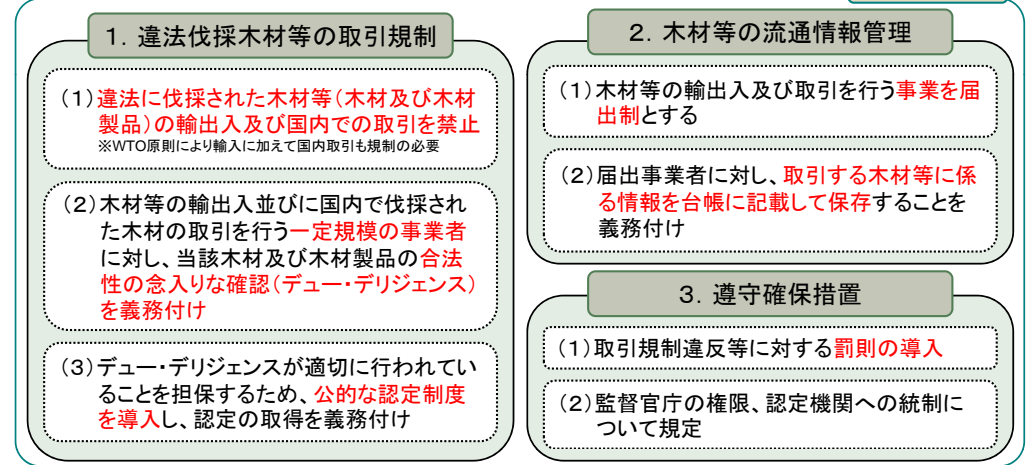 １．違法伐採木材等の取引規制
（１）違法に伐採された木材等（木材及び木材
製品）の輸出入及び国内での取引を禁止
※WTO原則により輸入に加えて国内取引も規制の必要
（２）木材等の輸出入並びに国内で伐採され
た木材の取引を行う一定規模の事業者
に対し、当該木材及び木材製品の合法
性の念入りな確認（デュー・デリジェンス）
を義務付け
（３）デュー・デリジェンスが適切に行われてい
ることを担保するため、公的な認定制度
を導入し、認定の取得を義務付け
２．木材等の流通情報管理
（１）木材等の輸出入及び取引を行う事業を届
出制とする
（２）届出事業者に対し、取引する木材等に係
る情報を台帳に記載して保存することを
義務付け
３．遵守確保措置
（１）取引規制違反等に対する罰則の導入
（２）監督官庁の権限、認定機関への統制に
ついて規定